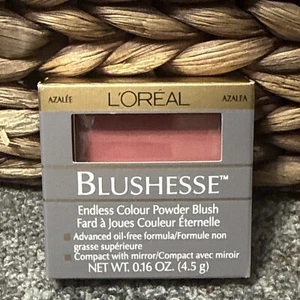 AZALÉE L'ORÉAL AZALEA
BLUSHESSE™
Endless Colour Powder Blush
Fard à Joues Couleur Éternelle
Advanced oil-free formula/Formule non
grasse supérieure
Compact with mirror/Compact avec miroir
NET WT. 0.16 OZ. (4.5 g)